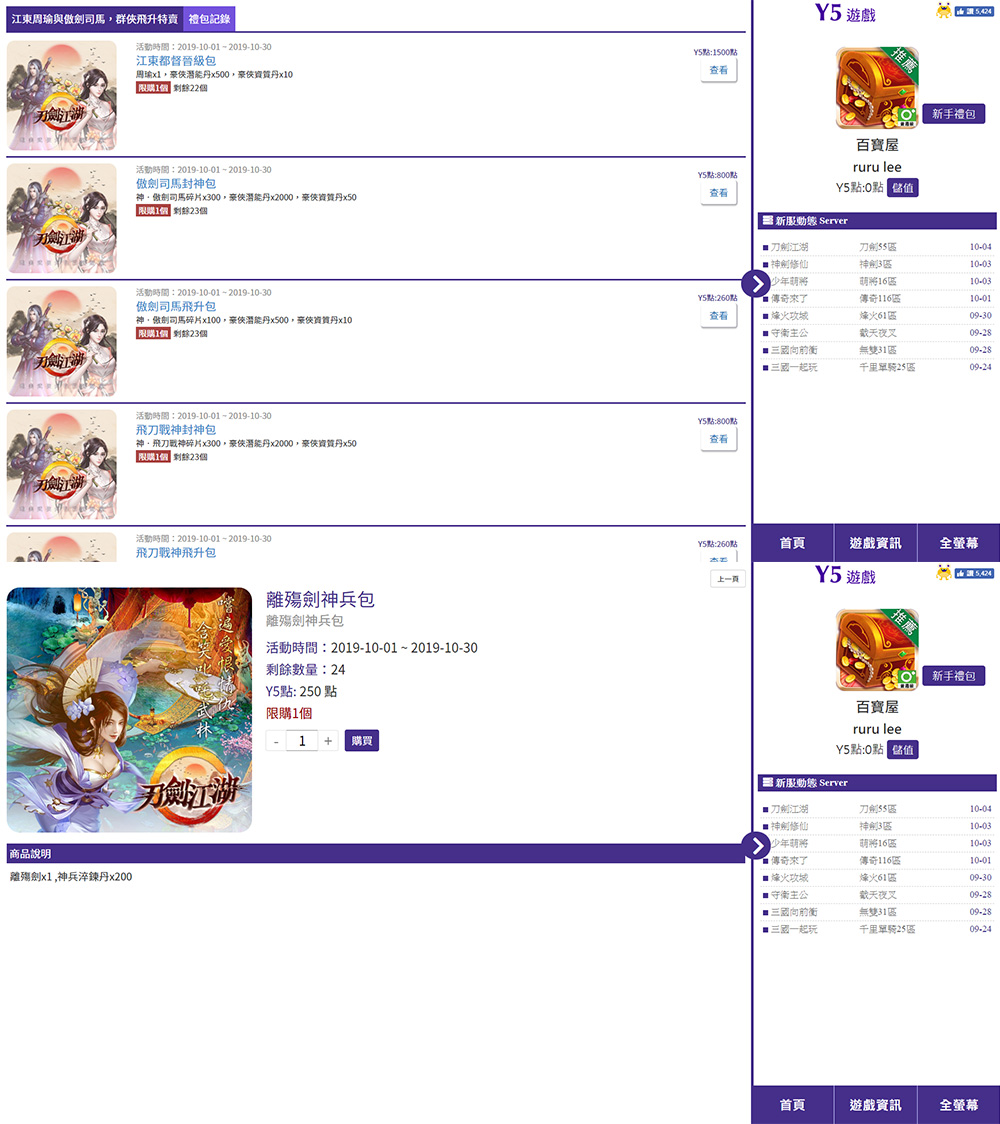 江東周瑜與傲劍司馬，群俠飛升特賣 禮包記錄
活動時間：2019-10-01 ~ 2019-10-30
江東都督晉級包
周瑜x1，豪俠潛能丹x500，豪俠資質丹x10
限購1個 剩餘22個
Y5點:1500點
查看
刀劍江湖
活動時間：2019-10-01 ~ 2019-10-30
傲劍司馬封神包
神．傲劍司馬碎片x300，豪俠潛能丹x2000，豪俠資質丹x50
限購1個 剩餘23個
Y5點:800點
查看
刀劍江湖
活動時間：2019-10-01 ~ 2019-10-30
傲劍司馬飛升包
神．傲劍司馬碎片x100，豪俠潛能丹x500，豪俠資質丹x10
限購1個 剩餘23個
Y5點:260點
查看
刀劍江湖
活動時間：2019-10-01 ~ 2019-10-30
飛刀戰神封神包
神．飛刀戰神碎片x300，豪俠潛能丹x2000，豪俠資質丹x50
限購1個 剩餘23個
Y5點:800點
查看
刀劍江湖
活動時間：2019-10-01 ~ 2019-10-30
飛刀戰神飛升包
Y5點:260點
查看
Y5 遊戲
讚 5,424
推薦
新手禮包
百寶屋
ruru lee
Y5點:0點 儲值
新服動態 Server
刀劍江湖 刀劍55區 10-04
神劍修仙 神劍3區 10-03
少年萌將 萌將16區 10-03
傳奇來了 傳奇116區 10-01
烽火攻城 烽火61區 09-30
守衛主公 戰天夜叉 09-28
三國向前衝 無雙31區 09-28
三國一起玩 千里單騎25區 09-24
首頁 遊戲資訊 全螢幕
上一頁
嚐遍愛恨情仇
含笑叱吒武林
刀劍江湖
離殤劍神兵包
離殤劍神兵包
活動時間：2019-10-01 ~ 2019-10-30
剩餘數量：24
Y5點: 250 點
限購1個
- 1 + 購買
商品說明
離殤劍x1 ,神兵淬鍊丹x200
Y5 遊戲
讚 5,424
推薦
新手禮包
百寶屋
ruru lee
Y5點:0點 儲值
新服動態 Server
刀劍江湖 刀劍55區 10-04
神劍修仙 神劍3區 10-03
少年萌將 萌將16區 10-03
傳奇來了 傳奇116區 10-01
烽火攻城 烽火61區 09-30
守衛主公 戰天夜叉 09-28
三國向前衝 無雙31區 09-28
三國一起玩 千里單騎25區 09-24
首頁 遊戲資訊 全螢幕